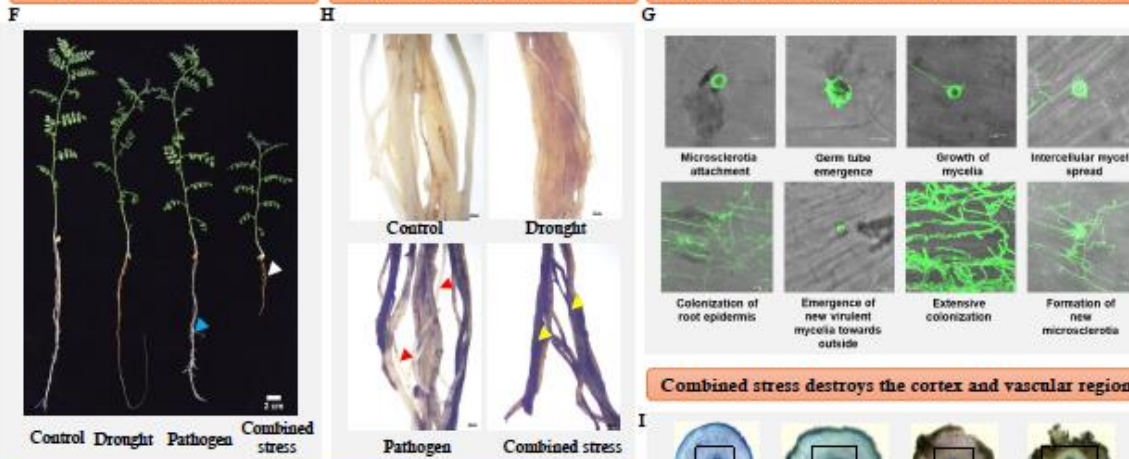 F
H
G
Control
Drought
Microsclerotia
attachment
Germ tube
emergence
Growth of
mycelia
Intercellular mycel
spread
Colonization of
root epidermis
Emergence of
new virulent
mycelia towards
outside
Extensive
colonization
Formation of
new
microsclerotia
2 cm
Control Drought Pathogen Combined
stress
Pathogen
Combined stress
Combined stress destroys the cortex and vascular region
I